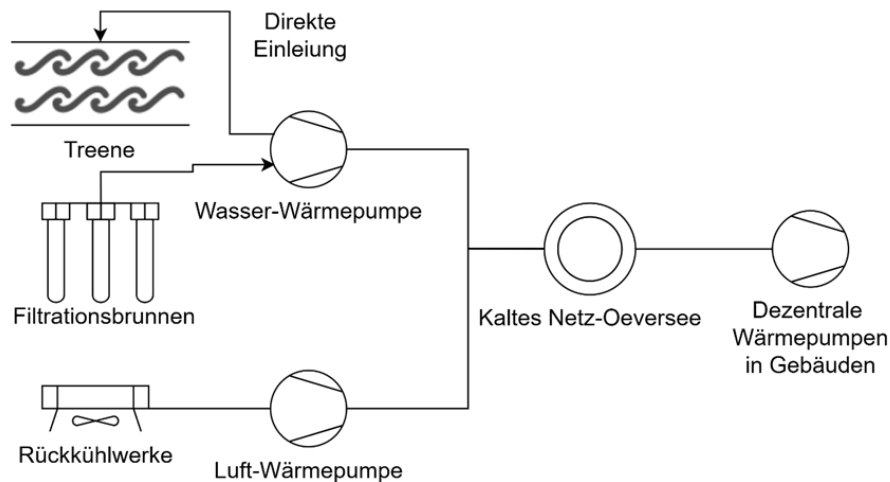 Direkte
Einleiung
Treene
Wasser-Wärmepumpe
Filtrationsbrunnen
Kaltes Netz-Oeversee
Dezentrale
Wärmepumpen
in Gebäuden
Rückkühlwerke
Luft-Wärmepumpe